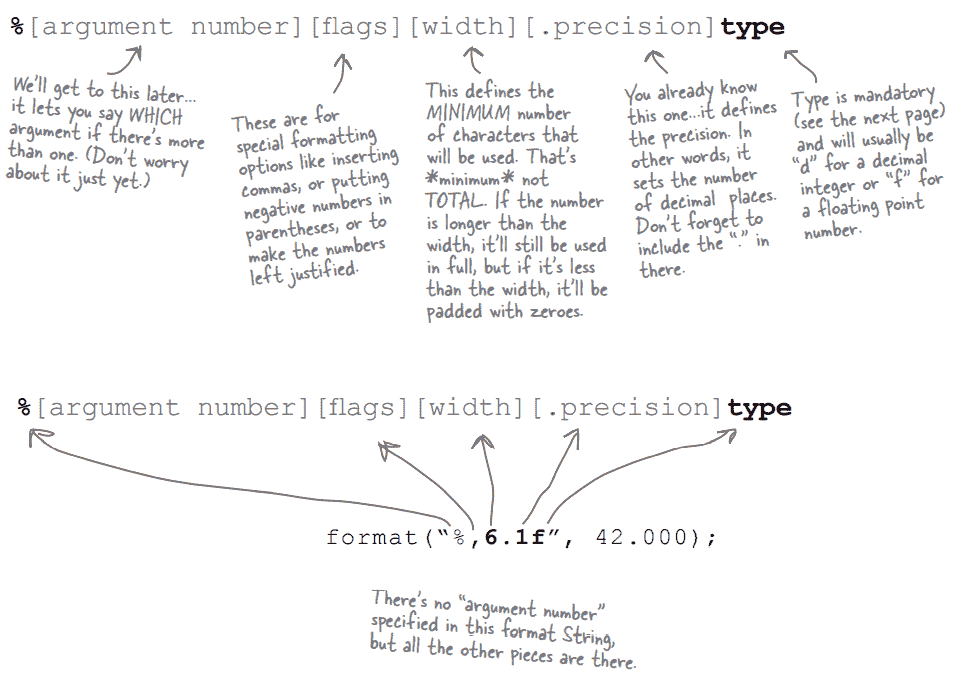 %[argument number][flags][width][.precision]type
We'll get to this later...
it lets you say WHICH
argument if there's more
than one. (Don't worry
about it just yet.)
These are for
special formatting
options like inserting
commas, or putting
negative numbers in
parentheses, or to
make the numbers
left justified.
This defines the
MINIMUM number
of characters that
will be used. That's
*minimum* not
TOTAL. If the number
is longer than the
width, it'll still be used
in full, but if it's less
than the width, it'll be
padded with zeroes.
You already know
this one...it defines
the precision. In
other words, it
sets the number
of decimal places.
Don't forget to
include the "." in
there.
Type is mandatory
(see the next page)
and will usually be
"d" for a decimal
integer or "f" for
a floating point
number.
%[argument number][flags][width][.precision]type
format("%,6.1f", 42.000);
There's no "argument number"
specified in this format String,
but all the other pieces are there.